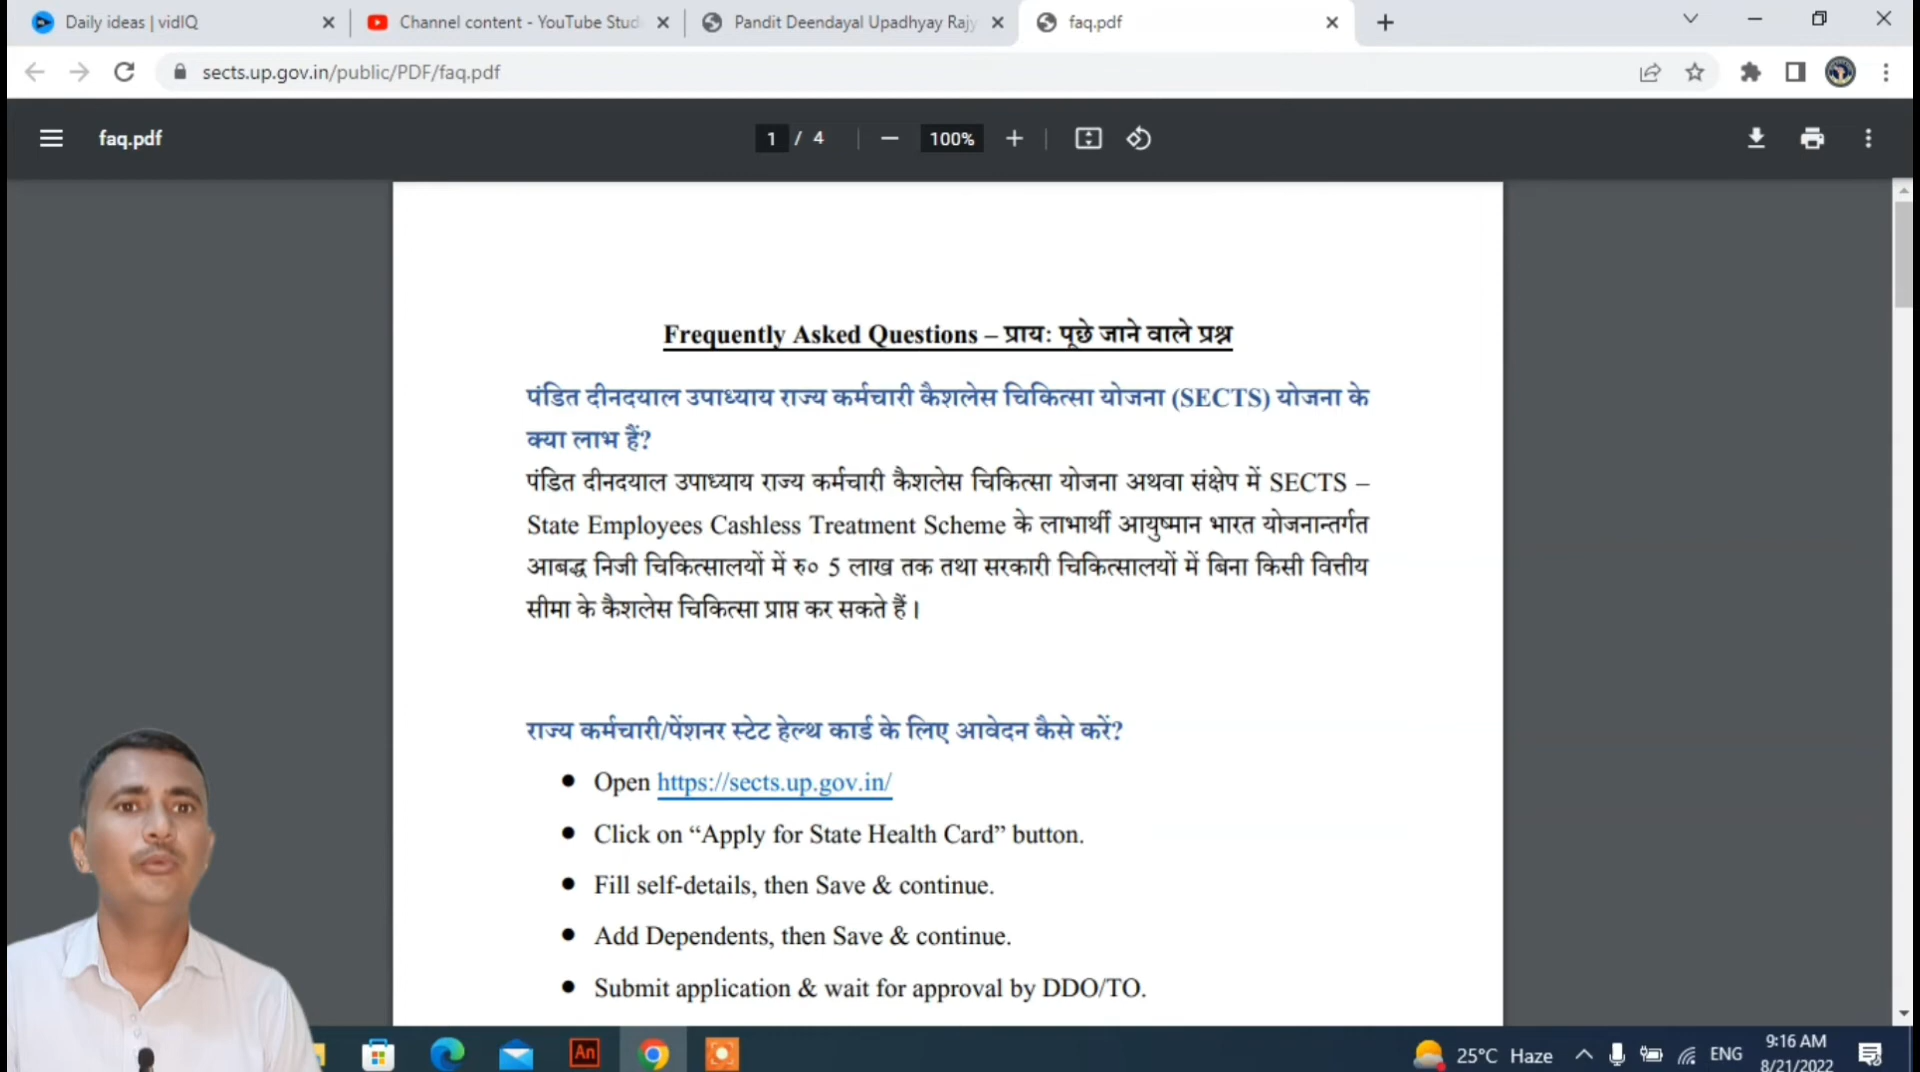 Daily ideas | vidIQ
Channel content - YouTube Stud
Pandit Deendayal Upadhyay Rajy
faq.pdf
sects.up.gov.in/public/PDF/faq.pdf
faq.pdf
1 / 4
100%
Frequently Asked Questions – प्राय: पूछे जाने वाले प्रश्न
पंडित दीनदयाल उपाध्याय राज्य कर्मचारी कैशलेस चिकित्सा योजना (SECTS) योजना के
क्या लाभ हैं?
पंडित दीनदयाल उपाध्याय राज्य कर्मचारी कैशलेस चिकित्सा योजना अथवा संक्षेप में SECTS –
State Employees Cashless Treatment Scheme के लाभार्थी आयुष्मान भारत योजनान्तर्गत
आबद्ध निजी चिकित्सालयों में रु० 5 लाख तक तथा सरकारी चिकित्सालयों में बिना किसी वित्तीय
सीमा के कैशलेस चिकित्सा प्राप्त कर सकते हैं।
राज्य कर्मचारी/पेंशनर स्टेट हेल्थ कार्ड के लिए आवेदन कैसे करें?
● Open https://sects.up.gov.in/
● Click on “Apply for State Health Card” button.
● Fill self-details, then Save & continue.
● Add Dependents, then Save & continue.
● Submit application & wait for approval by DDO/TO.
An
25°C Haze
ENG
9:16 AM
8/21/2022